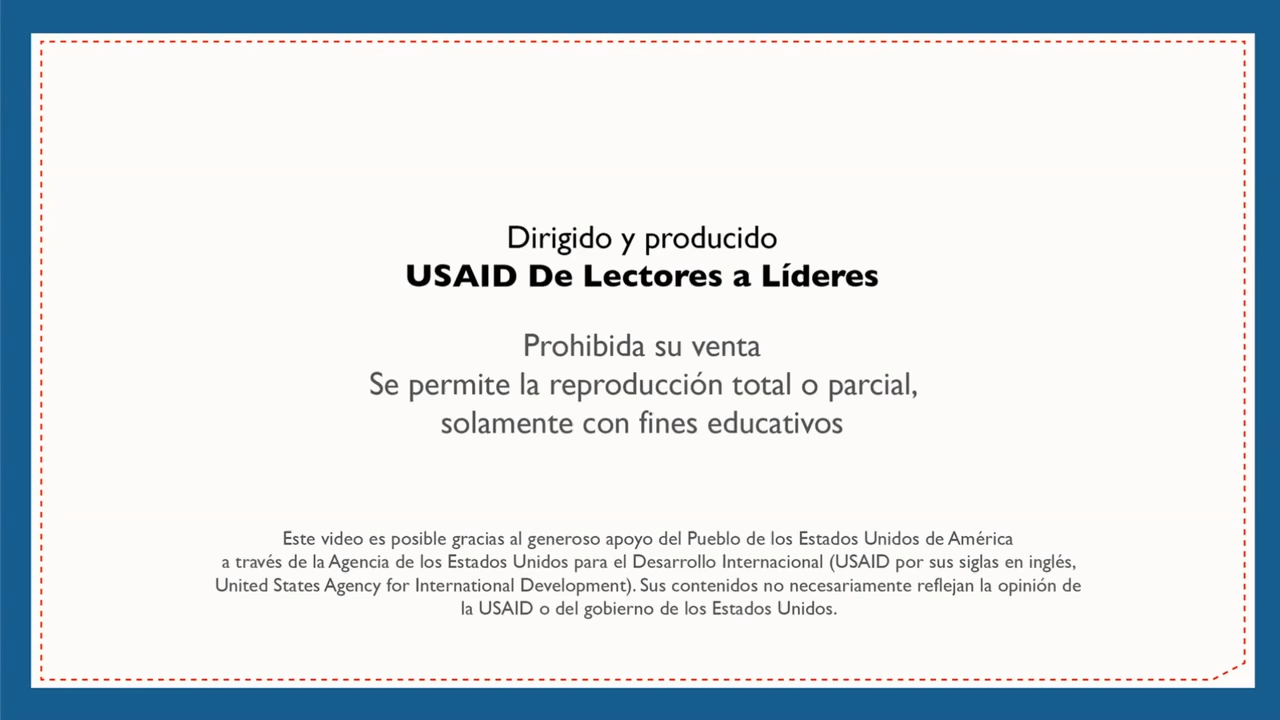 Dirigido y producido
USAID De Lectores a Líderes
Prohibida su venta
Se permite la reproducción total o parcial,
solamente con fines educativos
Este video es posible gracias al generoso apoyo del Pueblo de los Estados Unidos de América
a través de la Agencia de los Estados Unidos para el Desarrollo Internacional (USAID por sus siglas en inglés,
United States Agency for International Development). Sus contenidos no necesariamente reflejan la opinión de
la USAID o del gobierno de los Estados Unidos.